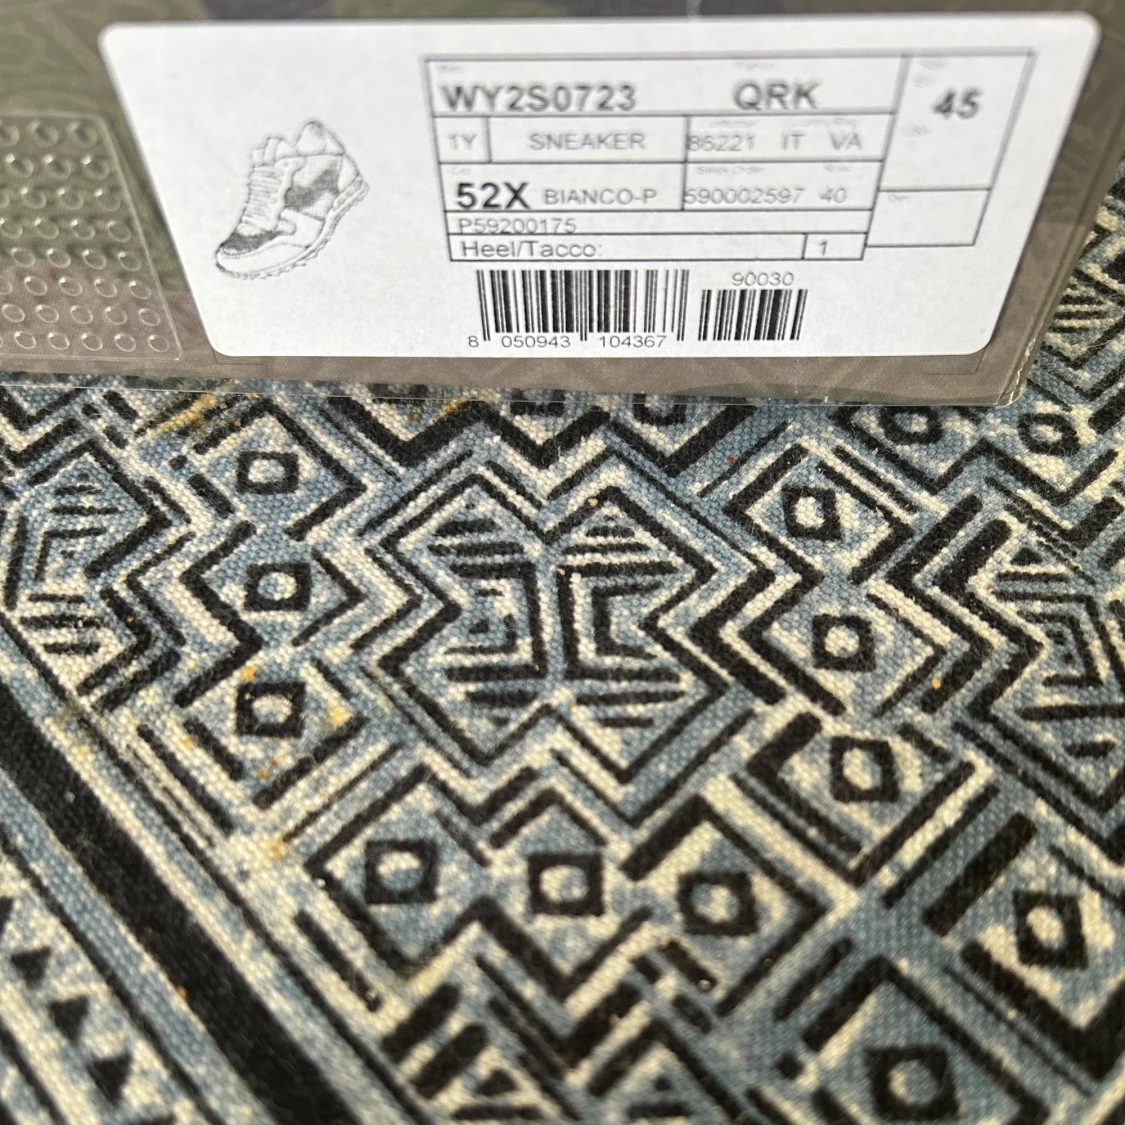 WY2S0723 QRK 45
1Y SNEAKER 86221 IT VA
52X BIANCO-P 590002597 40
P59200175
Heel/Tacco: 1
90030
8 050943 104367